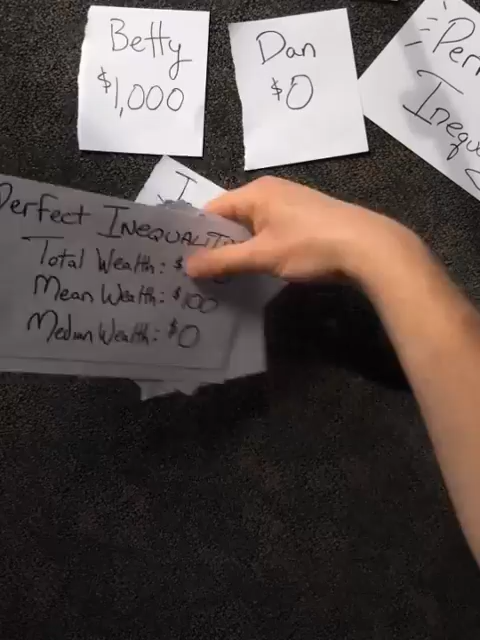 Betty
$1,000
Dan
$0
Perfect INEQUALITY
Total Wealth: $
Mean Wealth: $100
Median Wealth: $0